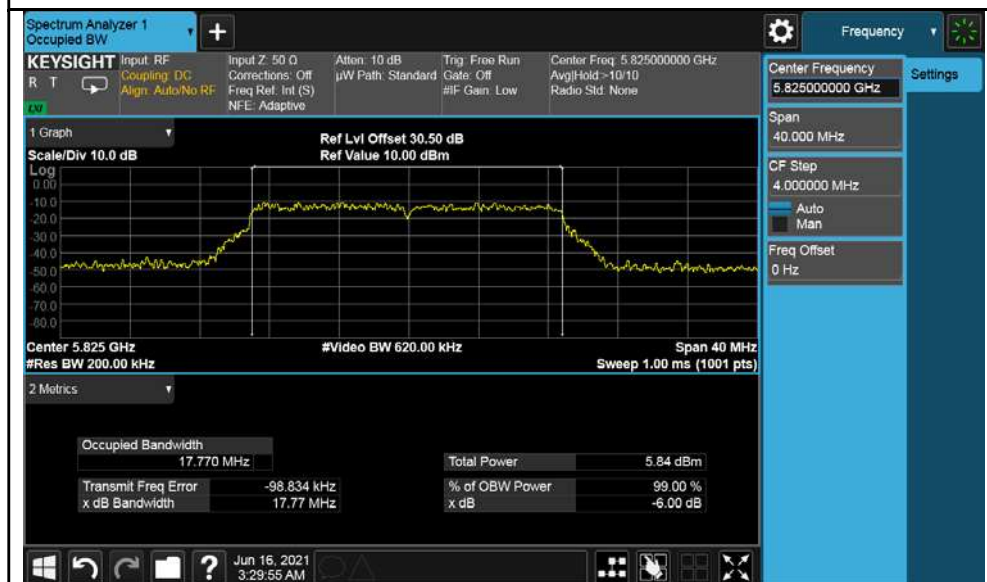 Spectrum Analyzer 1
Occupied BW
Frequency
KEYSIGHT
R T
LXI
Input: RF
Coupling: DC
Align: Auto/No RF
Input Z: 50 Ω
Corrections: Off
Freq Ref: Int (S)
NFE: Adaptive
Atten: 10 dB
µW Path: Standard
Trig: Free Run
Gate: Off
#IF Gain: Low
Center Freq: 5.825000000 GHz
Avg|Hold:>10/10
Radio Std: None
Center Frequency
5.825000000 GHz
Settings
Span
40.000 MHz
CF Step
4.000000 MHz
Auto
Man
Freq Offset
0 Hz
1 Graph
Scale/Div 10.0 dB
Ref Lvl Offset 30.50 dB
Ref Value 10.00 dBm
Log
0.00
-10.0
-20.0
-30.0
-40.0
-50.0
-60.0
-70.0
-80.0
Center 5.825 GHz
#Video BW 620.00 kHz
Span 40 MHz
#Res BW 200.00 kHz
Sweep 1.00 ms (1001 pts)
2 Metrics
Occupied Bandwidth
17.770 MHz
Total Power 5.84 dBm
Transmit Freq Error -98.834 kHz
% of OBW Power 99.00 %
x dB Bandwidth 17.77 MHz
x dB -6.00 dB
?
Jun 16, 2021
3:29:55 AM